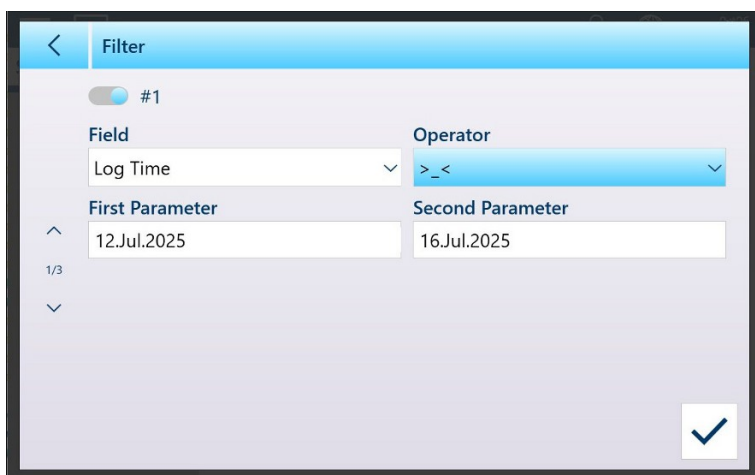 Filter
#1
Field
Operator
Log Time
>_<
First Parameter
Second Parameter
12.Jul.2025
16.Jul.2025
1/3